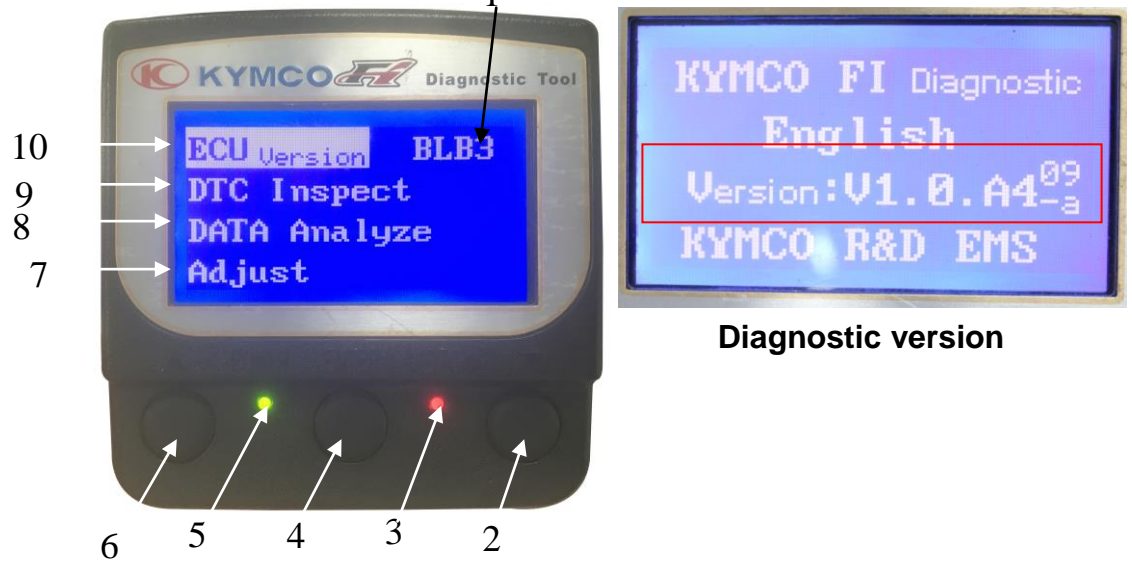 1
KYMCO Fi Diagnostic Tool
ECU Version BLB3
DTC Inspect
DATA Analyze
Adjust
10
9
8
7
6
5
4
3
2
KYMCO FI Diagnostic
English
Version:V1.0.A4 09-a
KYMCO R&D EMS
Diagnostic version